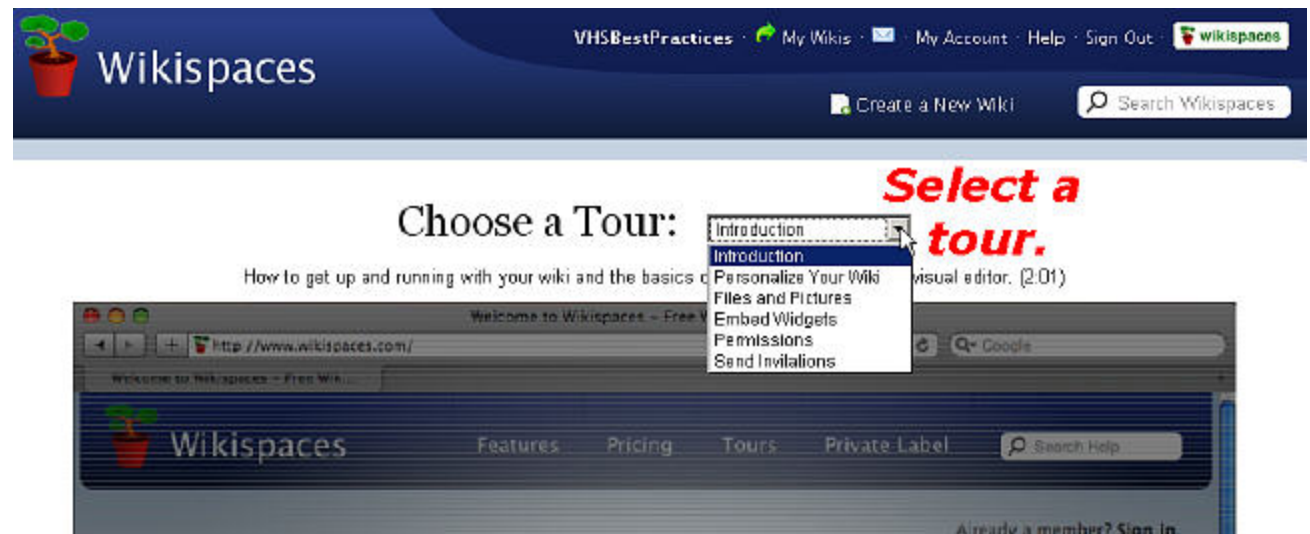 VHSBestPractices · My Wikis · · My Account · Help · Sign Out · wikispaces
Wikispaces
Create a New Wiki
Search Wikispaces
Select a
tour.
Choose a Tour:
Introduction
How to get up and running with your wiki and the basics visual editor. (2:01)
Introduction
Personalize Your Wiki
Files and Pictures
Embed Widgets
Permissions
Send Invitations
Welcome to Wikispaces - Free
http://www.wikispaces.com/
Google
Welcome to Wikispaces - Free Wik...
Wikispaces
Features
Pricing
Tours
Private Label
Search Help
Already a member? Sign in